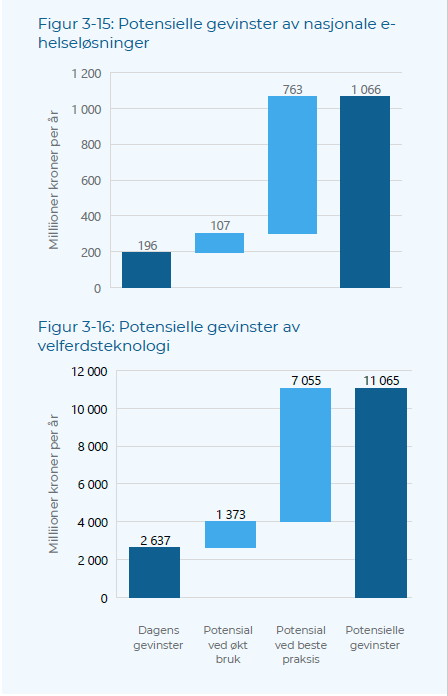 Figur 3-15: Potensielle gevinster av nasjonale e-
helseløsninger
Milliioner kroner per år
1 200
1 000
800
600
400
200
0
196
107
763
1 066
Figur 3-16: Potensielle gevinster av
velferdsteknologi
Milliioner kroner per år
12 000
10 000
8 000
6 000
4 000
2 000
0
2 637
1 373
7 055
11 065
Dagens
gevinster
Potensial
ved økt
bruk
Potensial
ved beste
praksis
Potensielle
gevinster